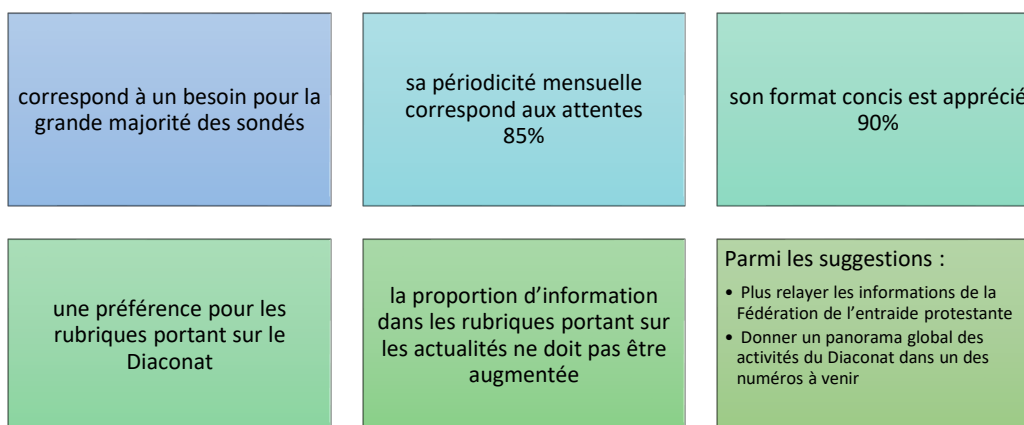 correspond à un besoin pour la
grande majorité des sondés
sa périodicité mensuelle
correspond aux attentes
85%
son format concis est apprécié
90%
une préférence pour les
rubriques portant sur le
Diaconat
la proportion d’information
dans les rubriques portant sur
les actualités ne doit pas être
augmentée
Parmi les suggestions :
• Plus relayer les informations de la
Fédération de l’entraide protestante
• Donner un panorama global des
activités du Diaconat dans un des
numéros à venir